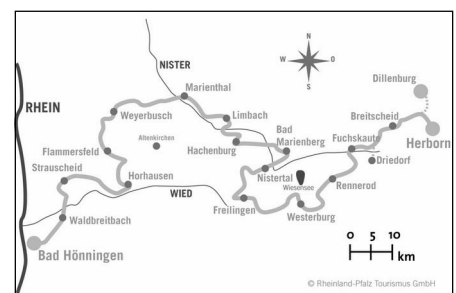 N
W
O
S
NISTER
Marienthal
Dillenburg
RHEIN
Weyerbusch
Limbach
Breitscheid
Altenkirchen
Bad
Marienberg
Fuchskaute
Herborn
Hachenburg
Flammersfeld
Driedorf
Strauscheid
Nistertal
Horhausen
Wiesensee
Rennerod
WIED
Freilingen
Westerburg
Waldbreitbach
0 5 10
km
Bad Hönningen
© Rheinland-Pfalz Tourismus GmbH